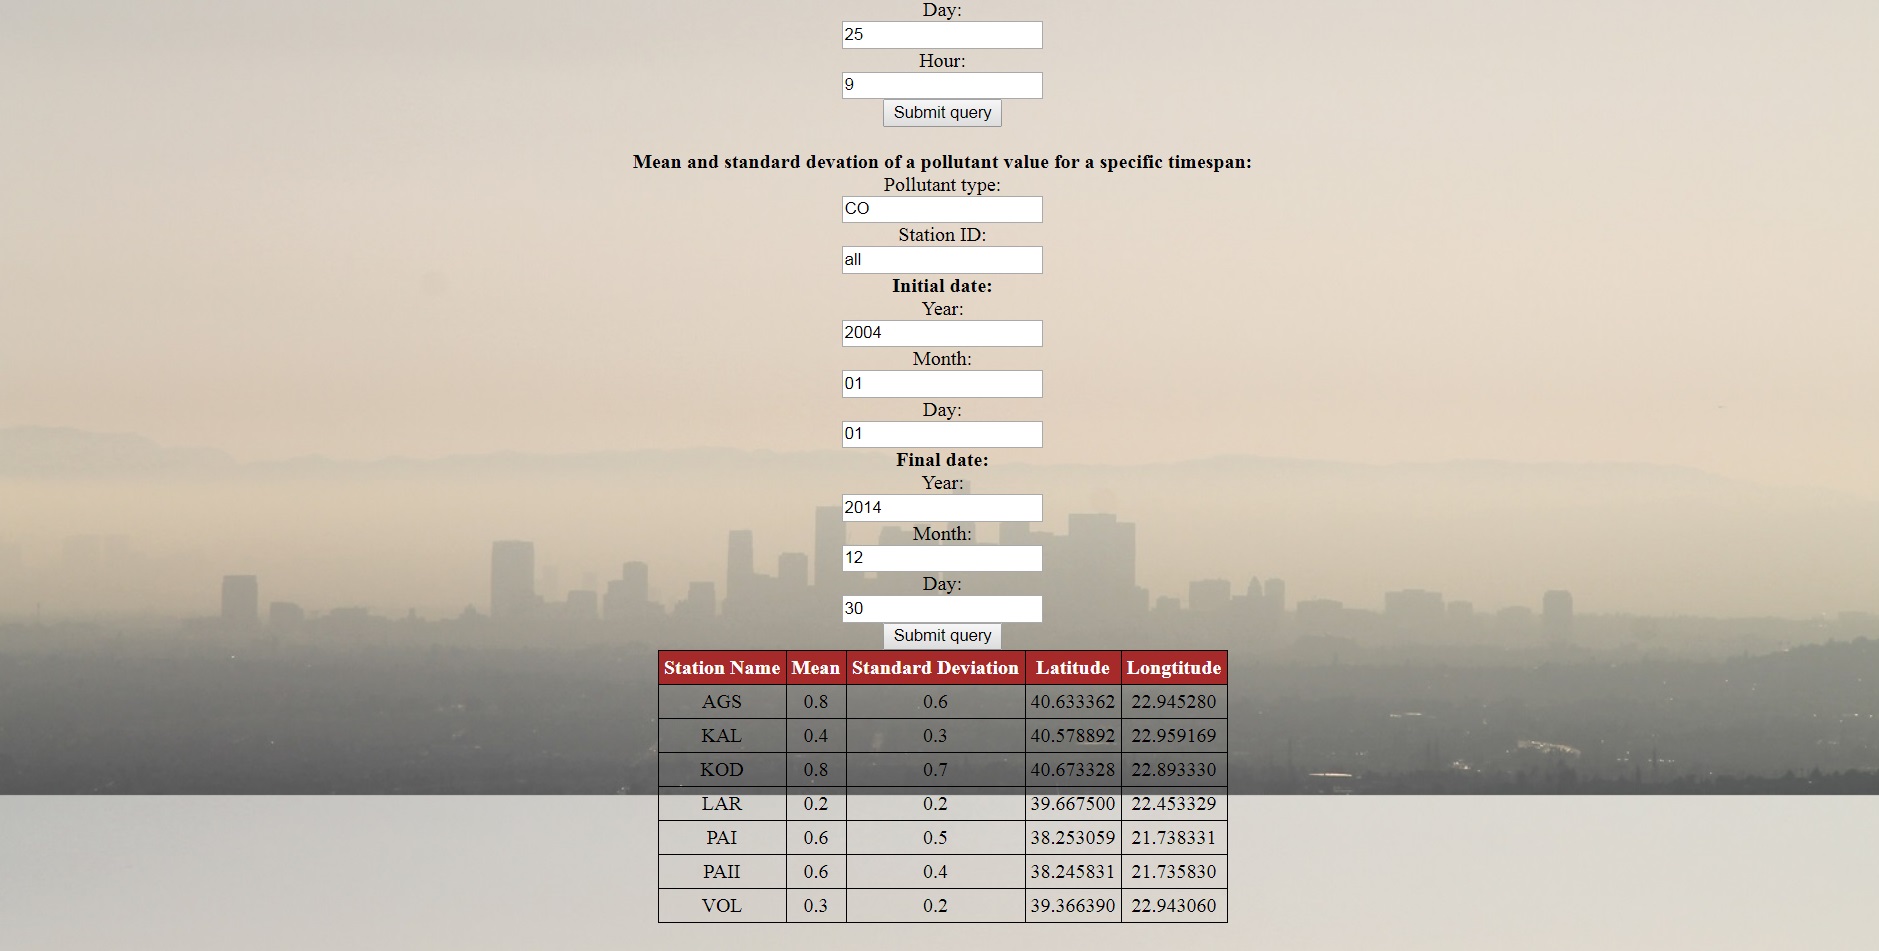 Day:
25
Hour:
9
Submit query
Mean and standard devation of a pollutant value for a specific timespan:
Pollutant type:
CO
Station ID:
all
Initial date:
Year:
2004
Month:
01
Day:
01
Final date:
Year:
2014
Month:
12
Day:
30
Submit query
Station Name Mean Standard Deviation Latitude Longtitude
AGS 0.8 0.6 40.633362 22.945280
KAL 0.4 0.3 40.578892 22.959169
KOD 0.8 0.7 40.673328 22.893330
LAR 0.2 0.2 39.667500 22.453329
PAI 0.6 0.5 38.253059 21.738331
PAII 0.6 0.4 38.245831 21.735830
VOL 0.3 0.2 39.366390 22.943060